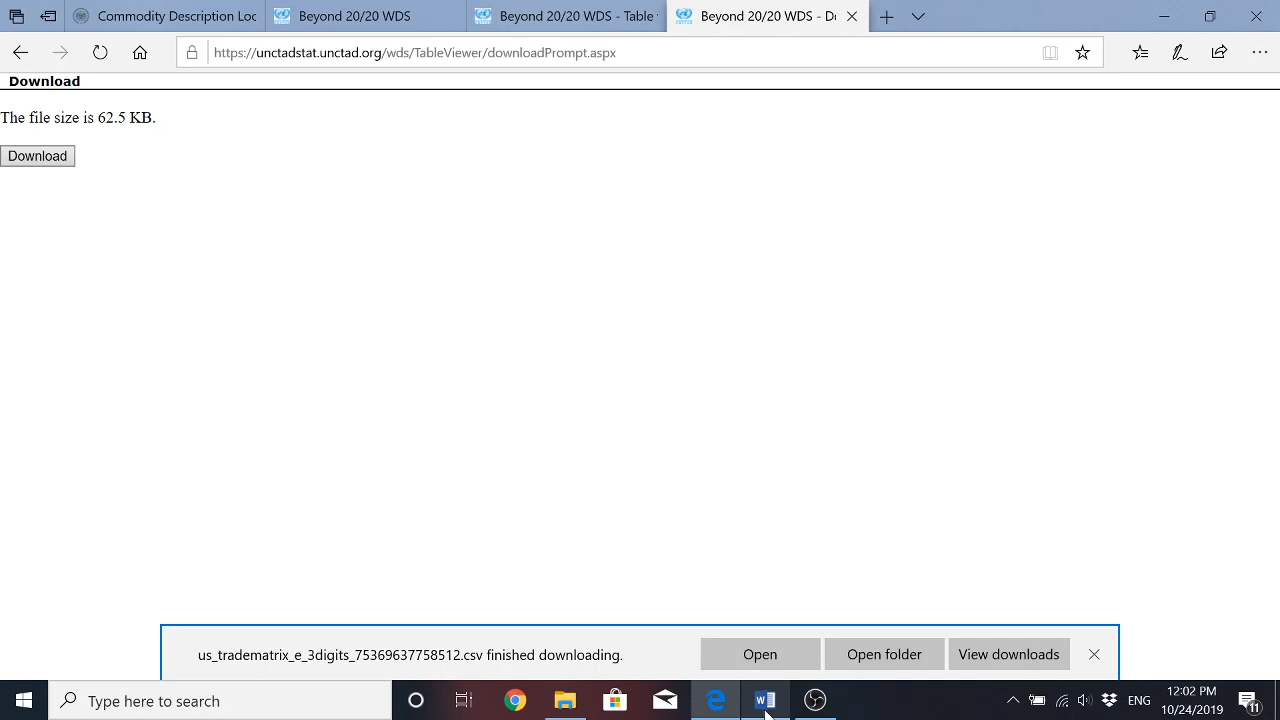 Commodity Description Loc
Beyond 20/20 WDS
Beyond 20/20 WDS - Table
Beyond 20/20 WDS - Do
https://unctadstat.unctad.org/wds/TableViewer/downloadPrompt.aspx
Download
The file size is 62.5 KB.
Download
us_tradematrix_e_3digits_75369637758512.csv finished downloading.
Open
Open folder
View downloads
Type here to search
ENG
12:02 PM
10/24/2019
11